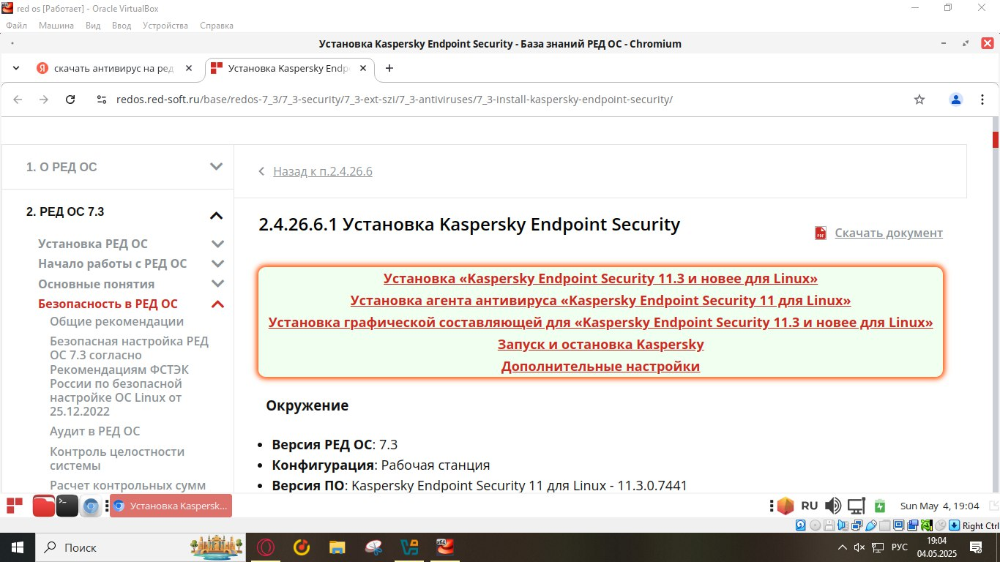 red os [Работает] - Oracle VirtualBox
Файл Машина Вид Ввод Устройства Справка
Установка Kaspersky Endpoint Security - База знаний РЕД ОС - Chromium
скачать антивирус на ред
Установка Kaspersky Endp
redos.red-soft.ru/base/redos-7_3/7_3-security/7_3-ext-szi/7_3-antiviruses/7_3-install-kaspersky-endpoint-security/
1. О РЕД ОС
2. РЕД ОС 7.3
Установка РЕД ОС
Начало работы с РЕД ОС
Основные понятия
Безопасность в РЕД ОС
Общие рекомендации
Безопасная настройка РЕД
ОС 7.3 согласно
Рекомендациям ФСТЭК
России по безопасной
настройке ОС Linux от
25.12.2022
Аудит в РЕД ОС
Контроль целостности
системы
Расчет контрольных сумм
Назад к п.2.4.26.6
2.4.26.6.1 Установка Kaspersky Endpoint Security
Скачать документ
Установка «Kaspersky Endpoint Security 11.3 и новее для Linux»
Установка агента антивируса «Kaspersky Endpoint Security 11 для Linux»
Установка графической составляющей для «Kaspersky Endpoint Security 11.3 и новее для Linux»
Запуск и остановка Kaspersky
Дополнительные настройки
Окружение
Версия РЕД ОС: 7.3
Конфигурация: Рабочая станция
Версия ПО: Kaspersky Endpoint Security 11 для Linux - 11.3.0.7441
Установка Kaspersk...
RU
Sun May 4, 19:04
Right Ctrl
Поиск
РУС
19:04
04.05.2025